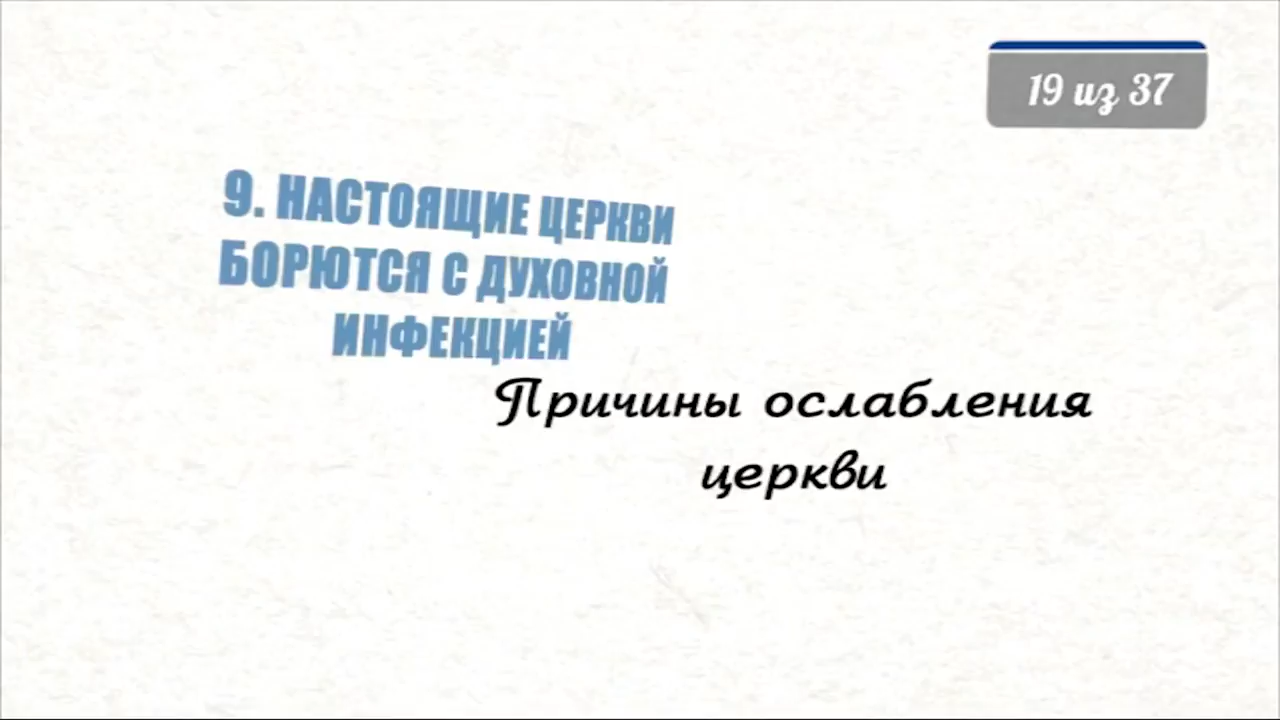 19 из 37
9. НАСТОЯЩИЕ ЦЕРКВИ
БОРЮТСЯ С ДУХОВНОЙ
ИНФЕКЦИЕЙ
Причины ослабления
церкви